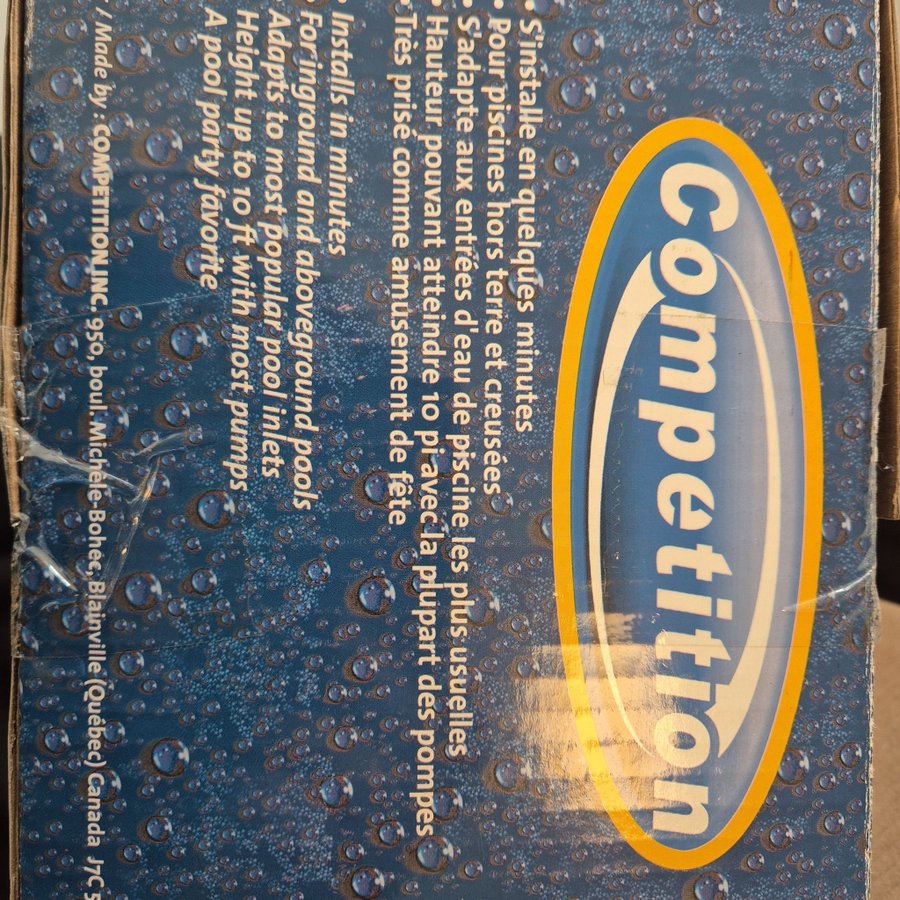 Compétition
• S'installe en quelques minutes
• Pour piscines hors terre et creusées
• S'adapte aux entrées d'eau de piscine les plus usuelles
• Hauteur pouvant atteindre 10 pi avec la plupart des pompes
• Très prisé comme amusement de fête
• Installs in minutes
• For inground and aboveground pools
Adapts to most popular pool inlets
Height up to 10 ft with most pumps
A pool party favorite
/ Made by : COMPETITION INC. 950, boul. Michèle-Bohec, Blainville (Québec) Canada J7C 5